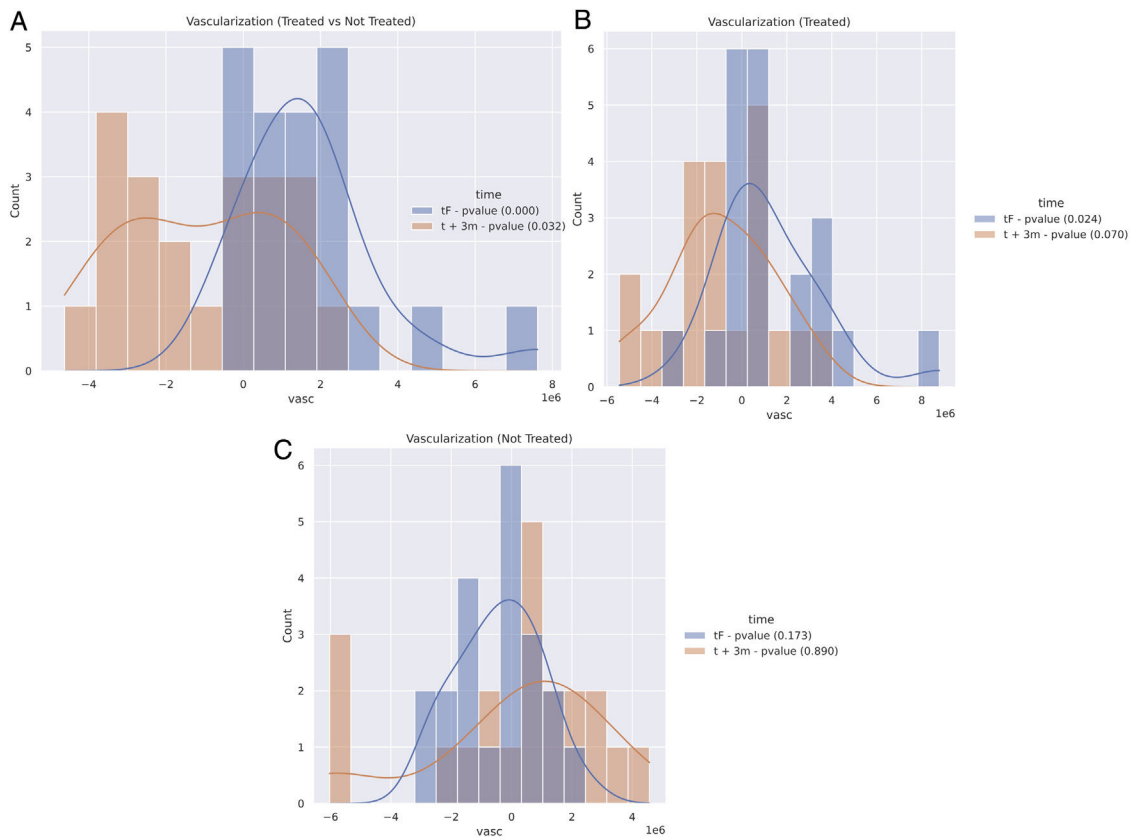 A
Vascularization (Treated vs Not Treated)
5
4
3
2
1
0
Count
−4
−2
0
2
4
6
8
vasc
1e6
time
tF - pvalue (0.000)
t + 3m - pvalue (0.032)
B
Vascularization (Treated)
6
5
4
3
2
1
0
Count
−6
−4
−2
0
2
4
6
8
vasc
1e6
time
tF - pvalue (0.024)
t + 3m - pvalue (0.070)
C
Vascularization (Not Treated)
6
5
4
3
2
1
0
Count
−6
−4
−2
0
2
4
vasc
1e6
time
tF - pvalue (0.173)
t + 3m - pvalue (0.890)